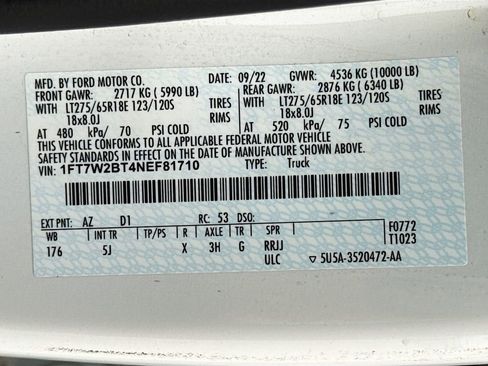 MFD. BY FORD MOTOR CO. DATE: 09/22 GVWR: 4536 KG (10000 LB)
FRONT GAWR: 2717 KG (5990 LB) REAR GAWR: 2876 KG (6340 LB)
WITH LT275/65R18E 123/120S TIRES WITH LT275/65R18E 123/120S TIRES
18x8.0J RIMS 18x8.0J RIMS
AT 480 kPa/ 70 PSI COLD AT 520 kPa/ 75 PSI COLD
THIS VEHICLE CONFORMS TO ALL APPLICABLE FEDERAL MOTOR VEHICLE
SAFETY STANDARDS IN EFFECT ON THE DATE OF MANUFACTURE SHOWN ABOVE.
VIN: 1FT7W2BT4NEF81710 TYPE: Truck
EXT PNT: AZ D1 RC: 53 DSO:
WB INT TR TP/PS R AXLE TR RRJJ F0772
176 5J X 3H G ULC ▽ 5U5A-3520472-AA T1023